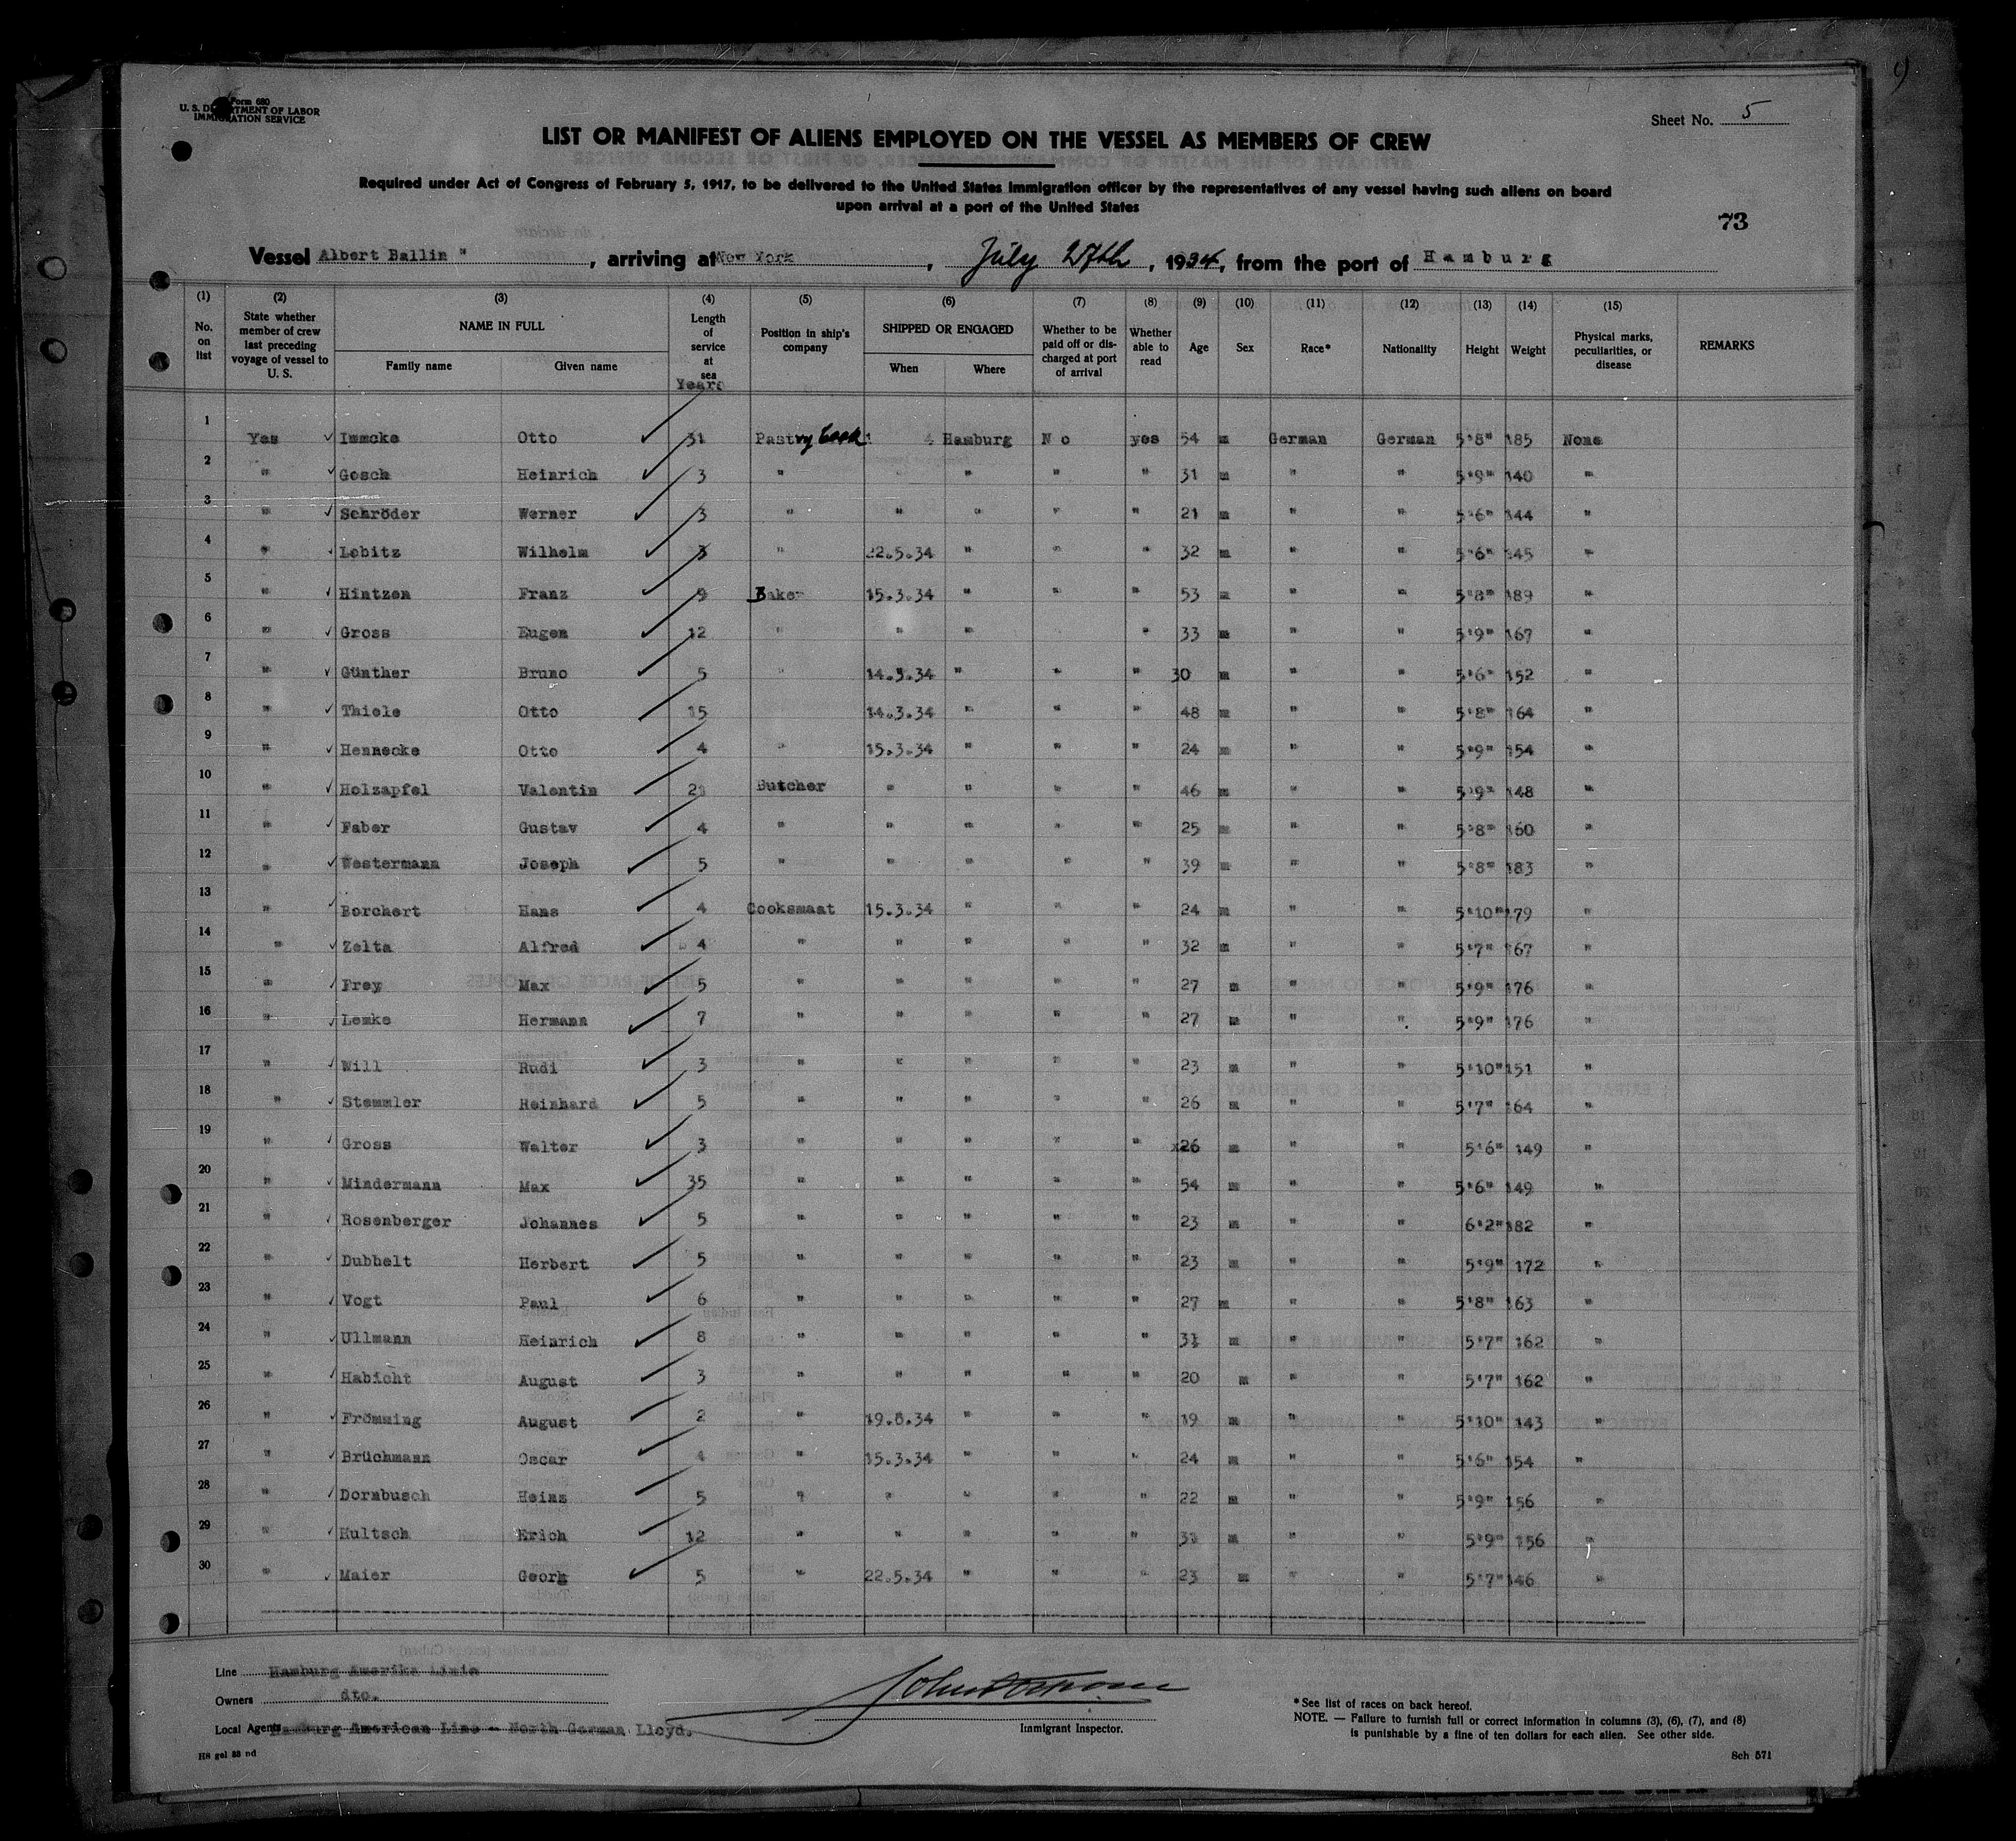 Form 680
U. S. DEPARTMENT OF LABOR
IMMIGRATION SERVICE
Sheet No. 5
LIST OR MANIFEST OF ALIENS EMPLOYED ON THE VESSEL AS MEMBERS OF CREW
Required under Act of Congress of February 5, 1917, to be delivered to the United States Immigration officer by the representatives of any vessel having such aliens on board
upon arrival at a port of the United States
73
Vessel Albert Ballin ", arriving at New York, July 27th, 1934, from the port of Hamburg
(1) (2) (3) (4) (5) (6) (7) (8) (9) (10) (11) (12) (13) (14) (15)
No. on list State whether member of crew last preceding voyage of vessel to U. S. NAME IN FULL Family name Given name Length of service at sea Years Position in ship's company SHIPPED OR ENGAGED When Where Whether to be paid off or discharged at port of arrival Whether able to read Age Sex Race* Nationality Height Weight Physical marks, peculiarities, or disease REMARKS
1 Yes Immcke Otto 31 Pastry Cook Hamburg No yes 54 m German German 5'8" 185 None
2 " Gosch Heinrich 3 " " " " 31 m " " 5'9" 140 "
3 " Schröder Werner 3 " " " " " 21 m " " 5'6" 144 "
4 " Lobitz Wilhelm 3 " 22.5.34 " " " 32 m " " 5'6" 145 "
5 " Hintzen Franz 9 Baker 15.3.34 " " " 53 m " " 5'8" 189 "
6 " Gross Eugen 12 " " " " 33 m " " 5'9" 167 "
7 " Günther Bruno 5 " 14.3.34 " " " 30 m " " 5'6" 152 "
8 " Thiele Otto 15 14.3.34 " " " 48 m " " 5'8" 164 "
9 " Hennecke Otto 4 " 15.3.34 " " " 24 m " " 5'9" 154 "
10 " Holzapfel Valentin 21 Butcher " " " " 46 m " " 5'9" 148 "
11 " Faber Gustav 4 " " " " " 25 m " " 5'8" 160 "
12 " Westermann Joseph 5 " " " " " 39 m " " 5'8" 183 "
13 " Borchert Hans 4 Cooksmaat 15.3.34 " " " 24 m " " 5'10" 179 "
14 " Zelta Alfred 4 " " " " " 32 m " " 5'7" 167 "
15 " Frey Max 5 " " " " " 27 m " " 5'9" 176 "
16 " Lemke Hermann 7 " " " " " 27 m " " 5'9" 176 "
17 " Will Rudi 3 " " " " " 23 m " " 5'10" 151 "
18 " Stemmler Reinhard 5 " " " " " 26 m " " 5'7" 164 "
19 " Gross Walter 3 " " " " " 26 m " " 5'6" 149 "
20 " Mindermann Max 35 " " " " " 54 m " " 5'6" 149 "
21 " Rosenberger Johannes 5 " " " " " 23 m " " 6'2" 182 "
22 " Dubhelt Herbert 5 " " " " " 23 m " " 5'9" 172 "
23 " Vogt Paul 6 " " " " " 27 m " " 5'8" 163 "
24 " Ullmann Heinrich 8 " " " " " 31 m " " 5'7" 162 "
25 " Habicht August 3 " " " " " 20 m " " 5'7" 162 "
26 " Frömming August 2 " 19.6.34 " " " 19 m " " 5'10" 143 "
27 " Brüchmann Oscar 4 " 15.3.34 " " " 24 m " " 5'6" 154 "
28 " Dornbusch Heinz 5 " " " " " 22 m " " 5'9" 156 "
29 " Hultsch Erich 12 " " " " " m " " 5'9" 156 "
30 " Maier Georg 5 " 22.5.34 " " " 23 m " " 5'7" 146 "
Line Hamburg Amerika Linie
Owners dto.
Local Agents Hamburg American Line - North German Lloyd.
Immigrant Inspector.
* See list of races on back hereof.
NOTE. — Failure to furnish full or correct information in columns (3), (6), (7), and (8)
is punishable by a fine of ten dollars for each alien. See other side.
Sch 571